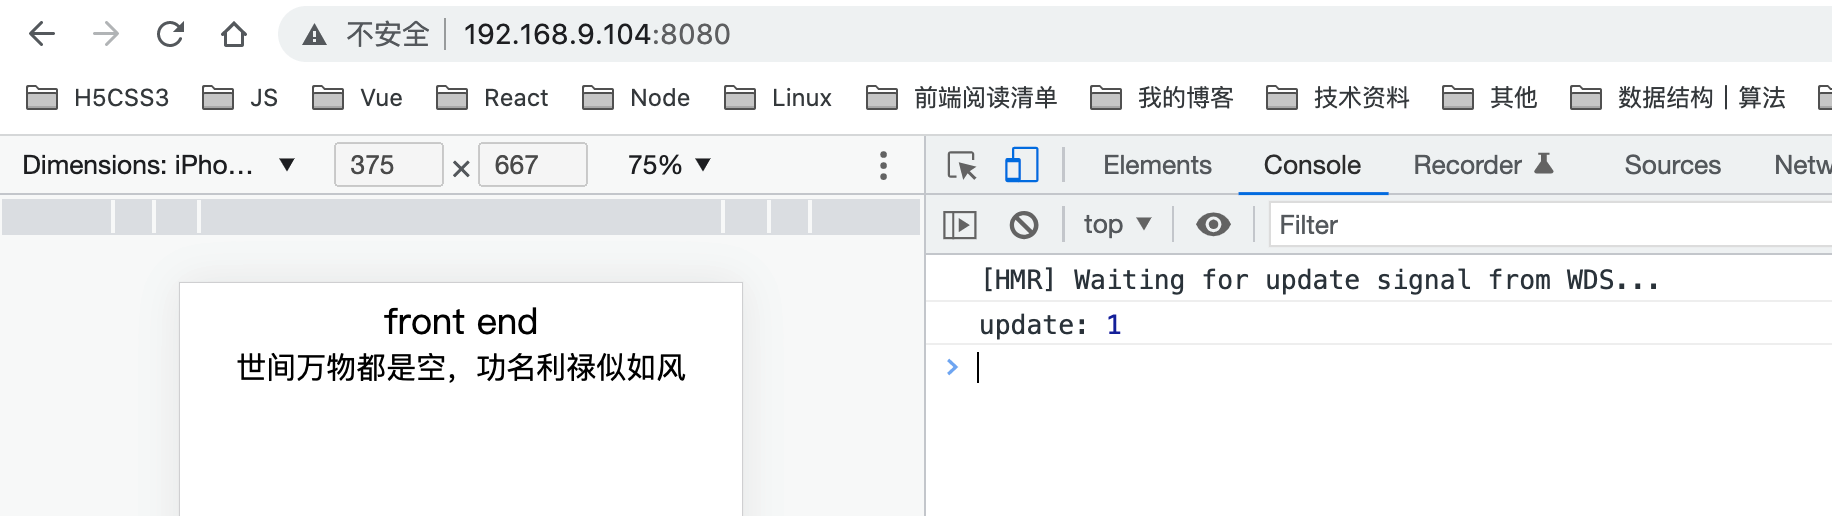 不安全 192.168.9.104:8080
H5CSS3 JS Vue React Node Linux 前端阅读清单 我的博客 技术资料 其他 数据结构｜算法
Dimensions: iPho... 375 × 667 75%
Elements Console Recorder Sources Netw
top Filter
front end
世间万物都是空，功名利禄似如风
[HMR] Waiting for update signal from WDS...
update: 1